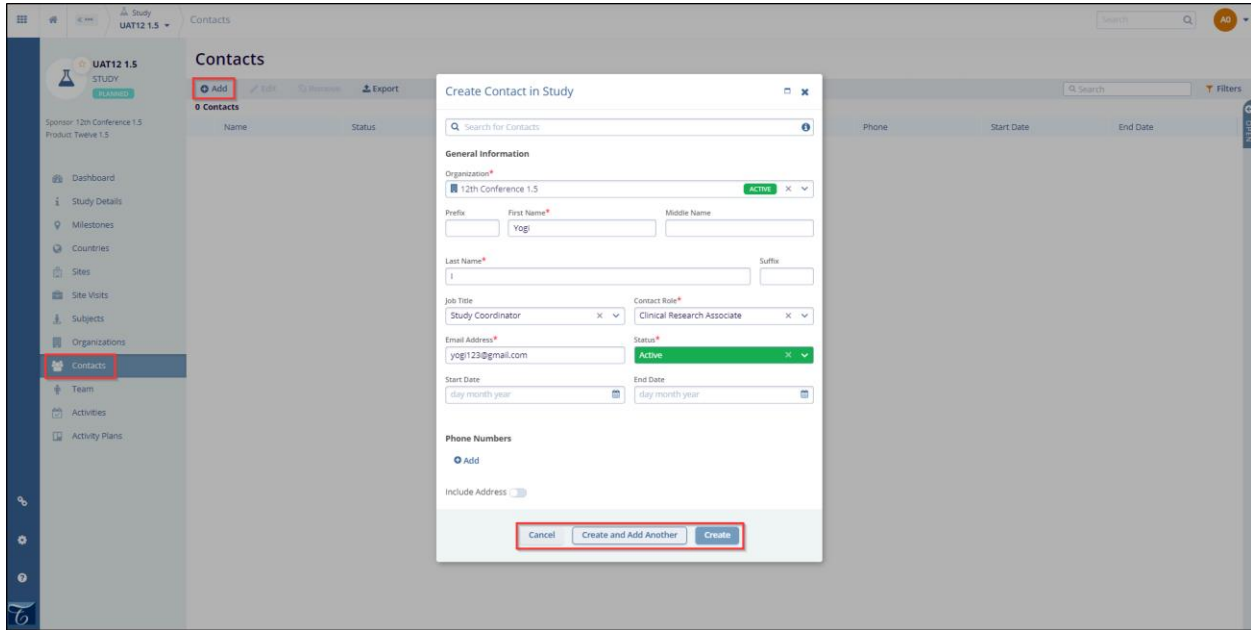 Study
UAT12 1.5
Contacts
Search
AO
UAT12 1.5
STUDY
PLANNED
Sponsor: 12th Conference 1.5
Product: Twelve 1.5
Dashboard
Study Details
Milestones
Countries
Sites
Site Visits
Subjects
Organizations
Contacts
Team
Activities
Activity Plans
Contacts
Add
Edit
Remove
Export
Search
Filters
0 Contacts
Name Status Phone Start Date End Date
OPEN
Create Contact in Study
Search for Contacts
General Information
Organization*
12th Conference 1.5 ACTIVE
Prefix First Name* Middle Name
Yogi
Last Name* Suffix
I
Job Title Contact Role*
Study Coordinator Clinical Research Associate
Email Address* Status*
yogi123@gmail.com Active
Start Date End Date
day month year day month year
Phone Numbers
Add
Include Address
Cancel Create and Add Another Create